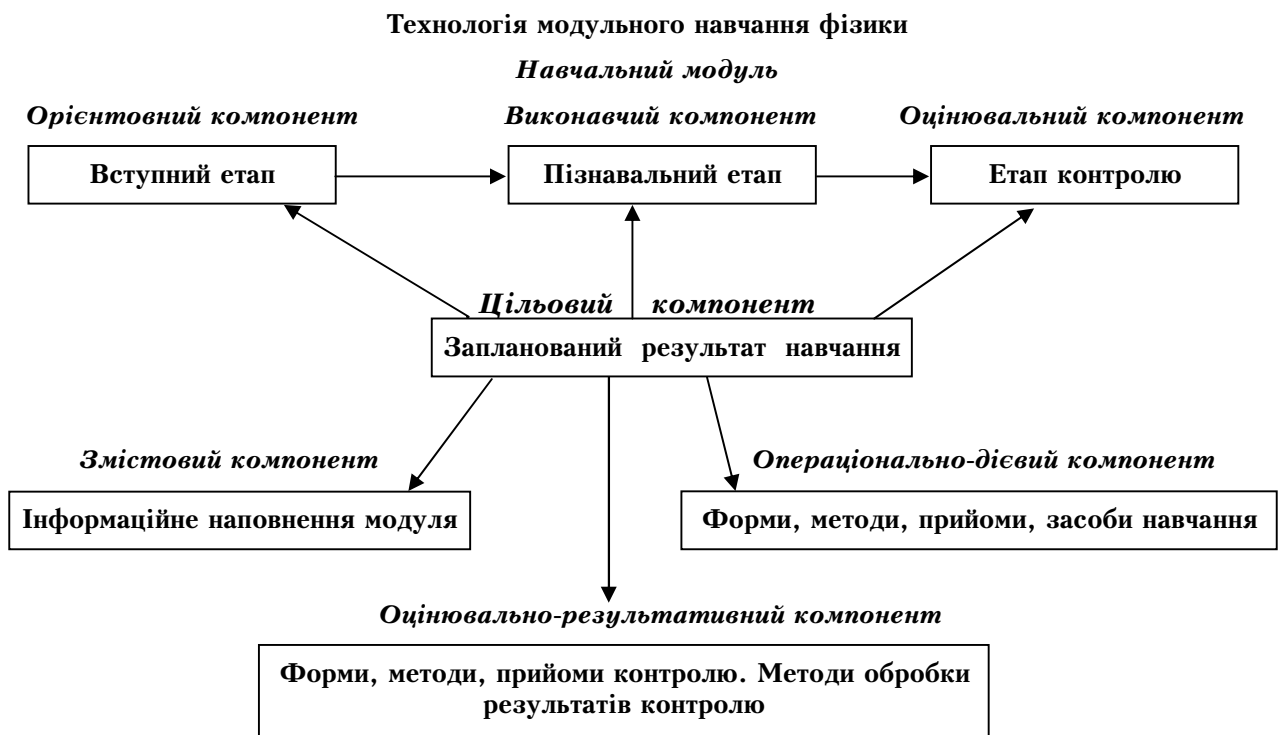 Технологія модульного навчання фізики
Навчальний модуль
Орієнтовний компонент
Виконавчий компонент
Оцінювальний компонент
Вступний етап
Пізнавальний етап
Етап контролю
Цільовий компонент
Запланований результат навчання
Змістовий компонент
Операціонально-дієвий компонент
Інформаційне наповнення модуля
Форми, методи, прийоми, засоби навчання
Оцінювально-результативний компонент
Форми, методи, прийоми контролю. Методи обробки
результатів контролю